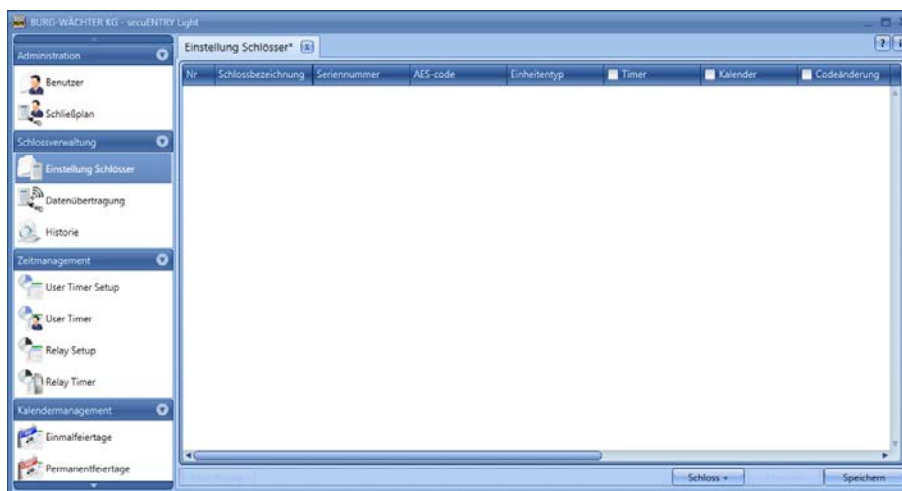 BURG-WÄCHTER KG - secuENTRY Light
Administration
Benutzer
Schließplan
Schlossverwaltung
Einstellung Schlösser
Datenübertragung
Historie
Zeitmanagement
User Timer Setup
User Timer
Relay Setup
Relay Timer
Kalendermanagement
Einmalfeiertage
Permanentfeiertage
Einstellung Schlösser*
Nr Schlossbezeichnung Seriennummer AES-code Einheitentyp Timer Kalender Codeänderung
Schloss +
Speichern